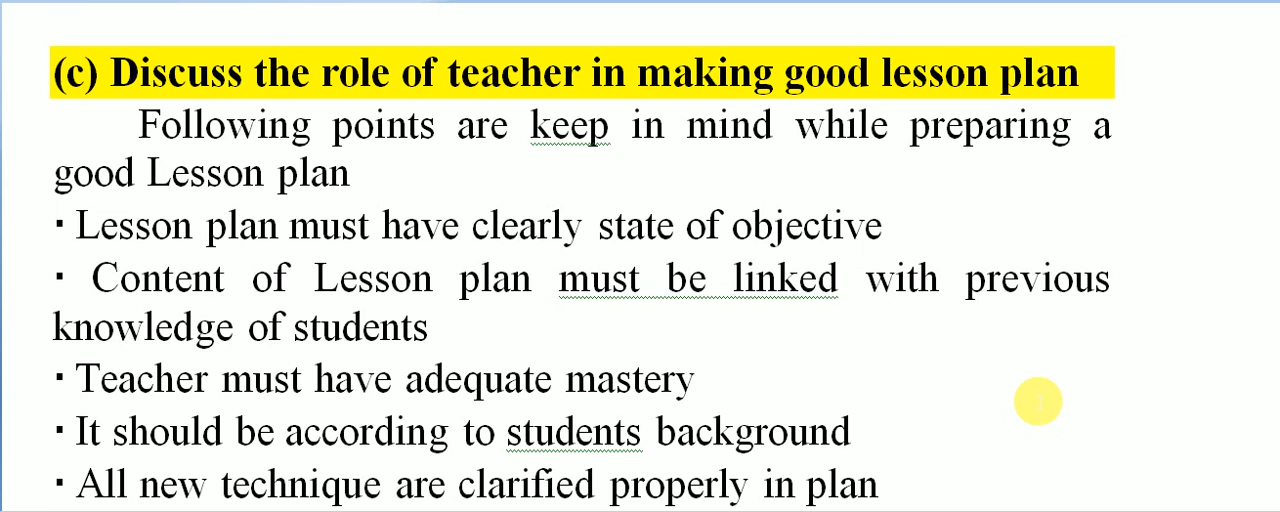 (c) Discuss the role of teacher in making good lesson plan
Following points are keep in mind while preparing a
good Lesson plan
· Lesson plan must have clearly state of objective
· Content of Lesson plan must be linked with previous
knowledge of students
· Teacher must have adequate mastery
· It should be according to students background
· All new technique are clarified properly in plan